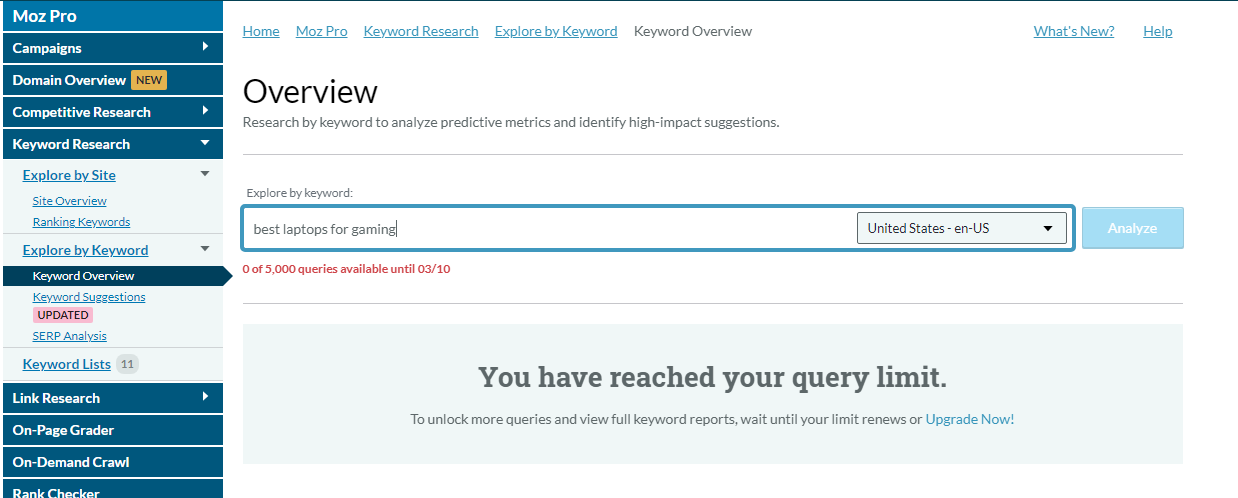 Moz Pro
Campaigns
Domain Overview NEW
Competitive Research
Keyword Research
Explore by Site
Site Overview
Ranking Keywords
Explore by Keyword
Keyword Overview
Keyword Suggestions
UPDATED
SERP Analysis
Keyword Lists 11
Link Research
On-Page Grader
On-Demand Crawl
Rank Checker
Home Moz Pro Keyword Research Explore by Keyword Keyword Overview What's New? Help
Overview
Research by keyword to analyze predictive metrics and identify high-impact suggestions.
Explore by keyword:
best laptops for gaming United States - en-US Analyze
0 of 5,000 queries available until 03/10
You have reached your query limit.
To unlock more queries and view full keyword reports, wait until your limit renews or Upgrade Now!